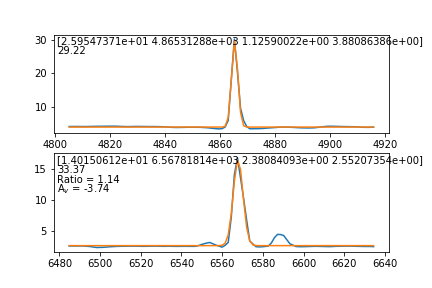 [2.59547371e+01 4.86531288e+03 1.12590022e+00 3.88086386e+00]
29.22
30
20
10
4800 4820 4840 4860 4880 4900 4920
[1.40150612e+01 6.56781814e+03 2.38084093e+00 2.55207354e+00]
33.37
Ratio = 1.14
Aᵥ = -3.74
15
10
5
6480 6500 6520 6540 6560 6580 6600 6620 6640